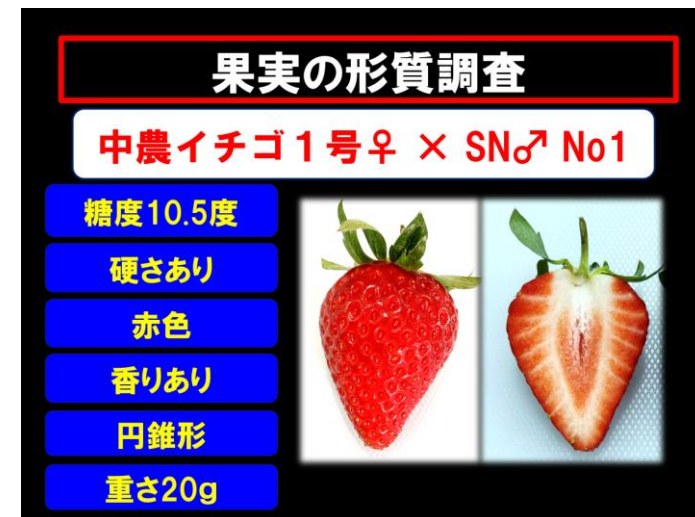 果実の形質調査
中農イチゴ１号♀ × SN♂ No1
糖度10.5度
硬さあり
赤色
香りあり
円錐形
重さ20g